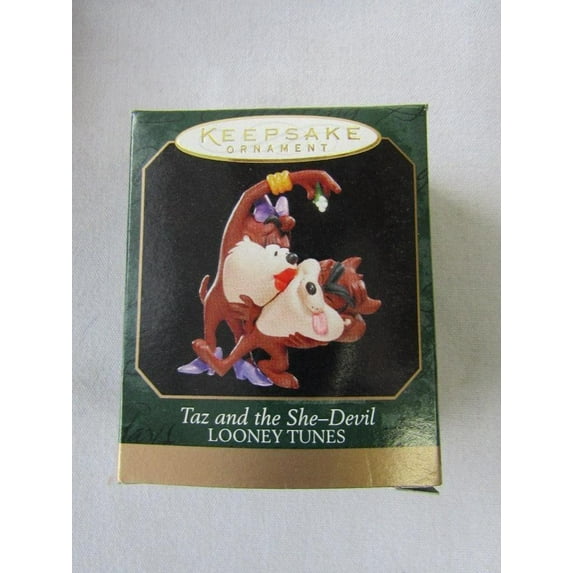 KEEPSAKE
ORNAMENT
Taz and the She–Devil
LOONEY TUNES